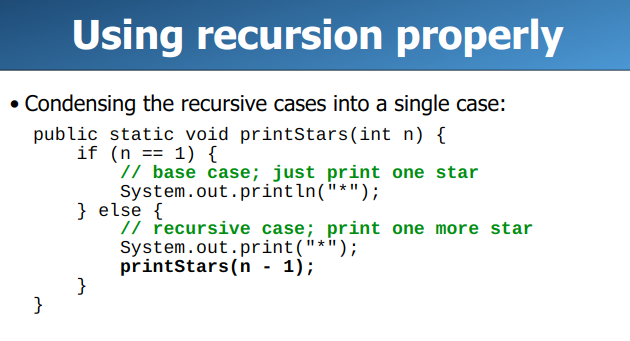 Using recursion properly
• Condensing the recursive cases into a single case:
public static void printStars(int n) {
    if (n == 1) {
        // base case; just print one star
        System.out.println("*");
    } else {
        // recursive case; print one more star
        System.out.print("*");
        printStars(n - 1);
    }
}